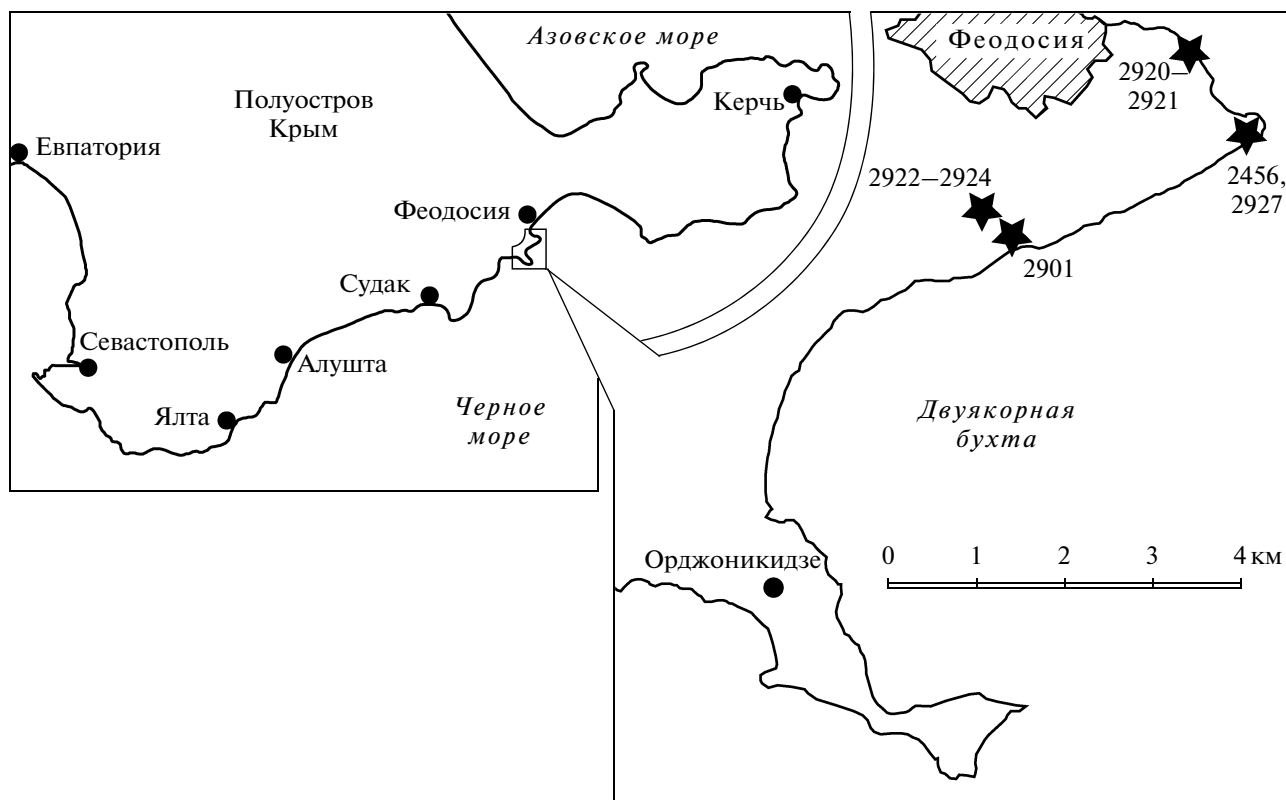 Азовское море
Полуостров
Крым
Керчь
Евпатория
Феодосия
Судак
Севастополь
Алушта
Ялта
Черное
море
Феодосия
2920–
2921
2456,
2927
2922–2924
2901
Двуякорная
бухта
Орджоникидзе
0 1 2 3 4 км